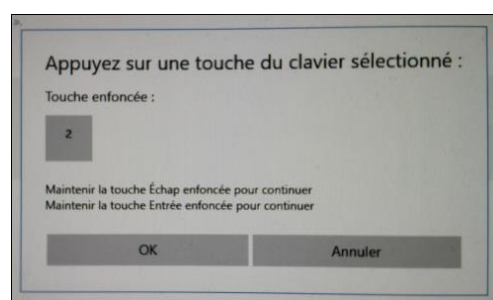 Appuyez sur une touche du clavier sélectionné :
Touche enfoncée :
2
Maintenir la touche Échap enfoncée pour continuer
Maintenir la touche Entrée enfoncée pour continuer
OK Annuler